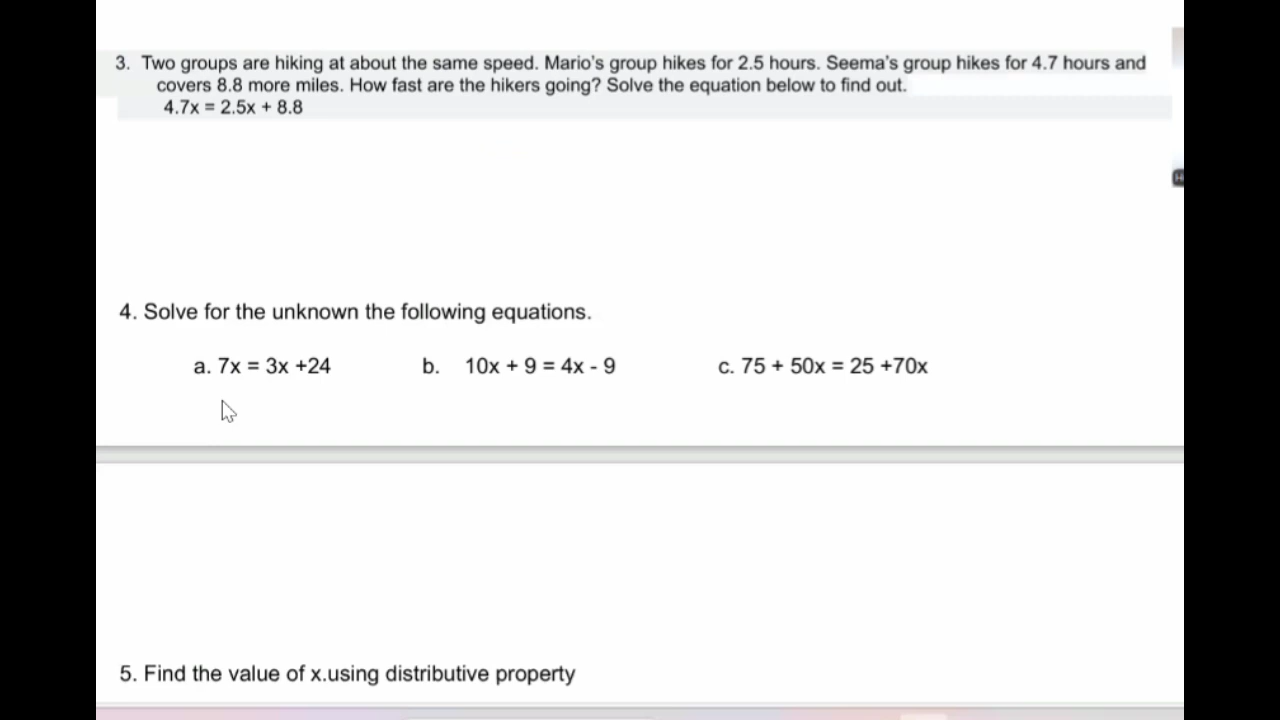 3. Two groups are hiking at about the same speed. Mario's group hikes for 2.5 hours. Seema's group hikes for 4.7 hours and
covers 8.8 more miles. How fast are the hikers going? Solve the equation below to find out.
4.7x = 2.5x + 8.8
4. Solve for the unknown the following equations.
a. 7x = 3x +24 b. 10x + 9 = 4x - 9 c. 75 + 50x = 25 +70x
5. Find the value of x.using distributive property